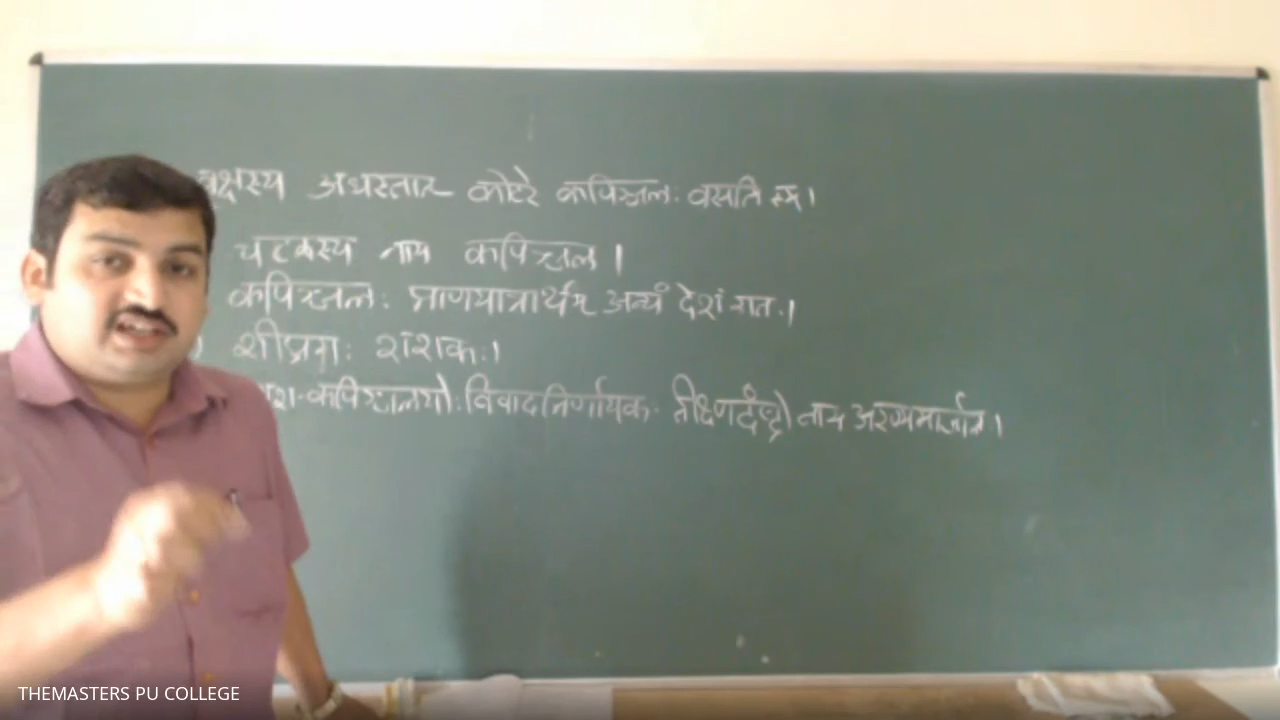 वृक्षस्य अधस्तात् कोटरे कपिञ्जलः वसति स्म।
चटकस्य नाम कपिञ्जल।
कपिञ्जलः प्राणयात्रार्थम् अन्यं देशं गतः।
शीघ्रगः शशकः।
शश-कपिञ्जलयोः विवादनिर्णायकः तीक्ष्णदंष्ट्रो नाम अरण्यमार्जारः।
THEMASTERS PU COLLEGE